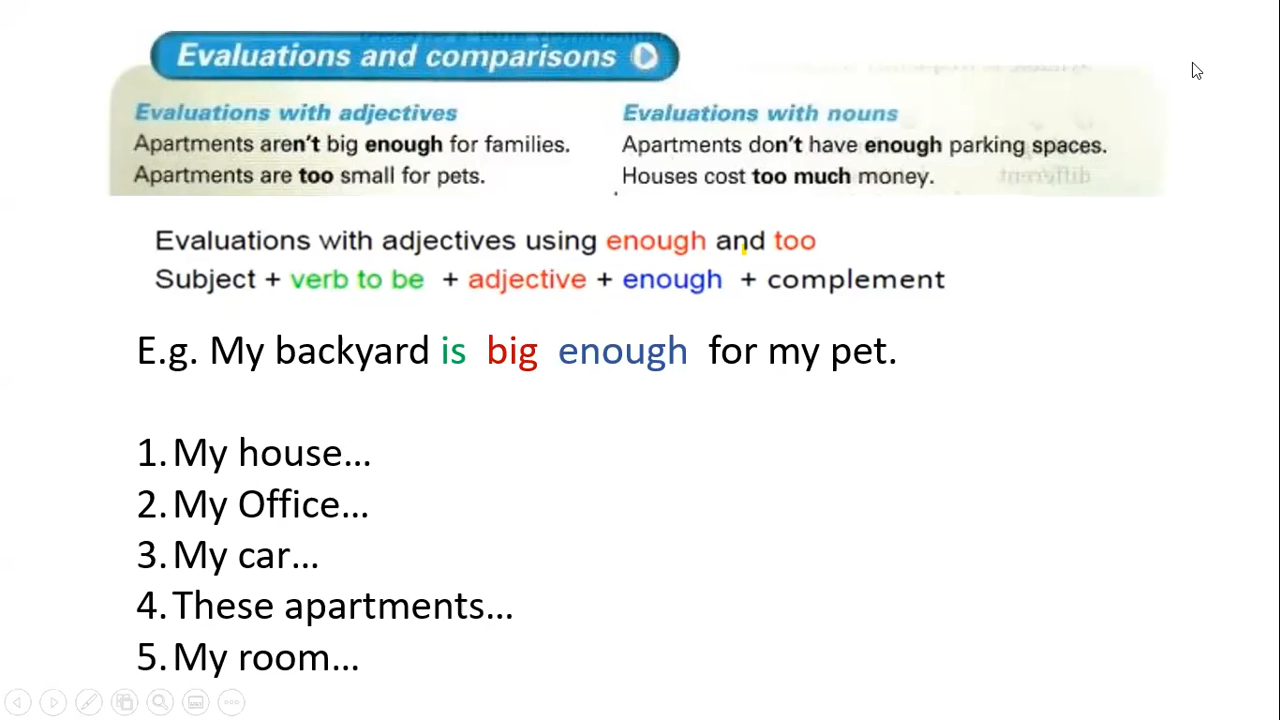 Evaluations and comparisons
Evaluations with adjectives
Apartments aren't big enough for families.
Apartments are too small for pets.
Evaluations with nouns
Apartments don't have enough parking spaces.
Houses cost too much money.
different
Evaluations with adjectives using enough and too
Subject + verb to be + adjective + enough + complement
E.g. My backyard is big enough for my pet.
1. My house...
2. My Office...
3. My car...
4. These apartments...
5. My room...